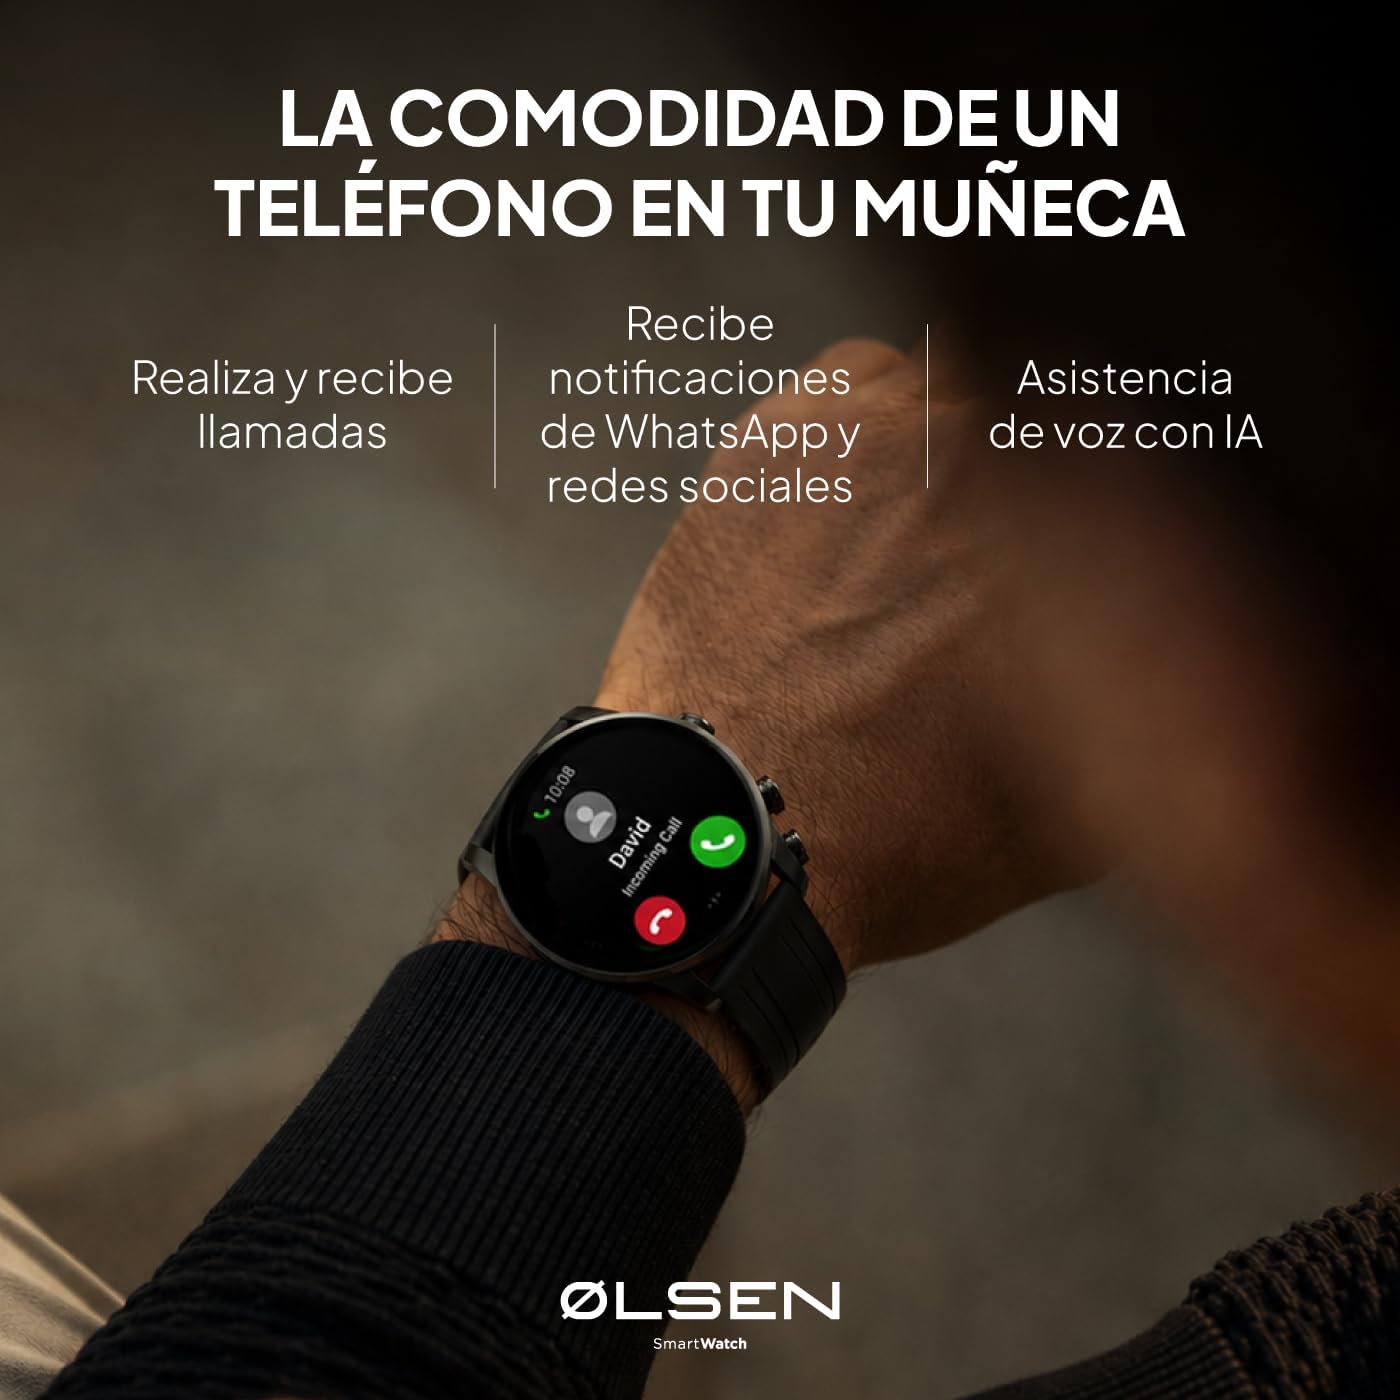 LA COMODIDAD DE UN
TELÉFONO EN TU MUÑECA
Realiza y recibe
llamadas
Recibe
notificaciones
de WhatsApp y
redes sociales
Asistencia
de voz con IA
10:08
David
Incoming Call
ØLSEN
SmartWatch